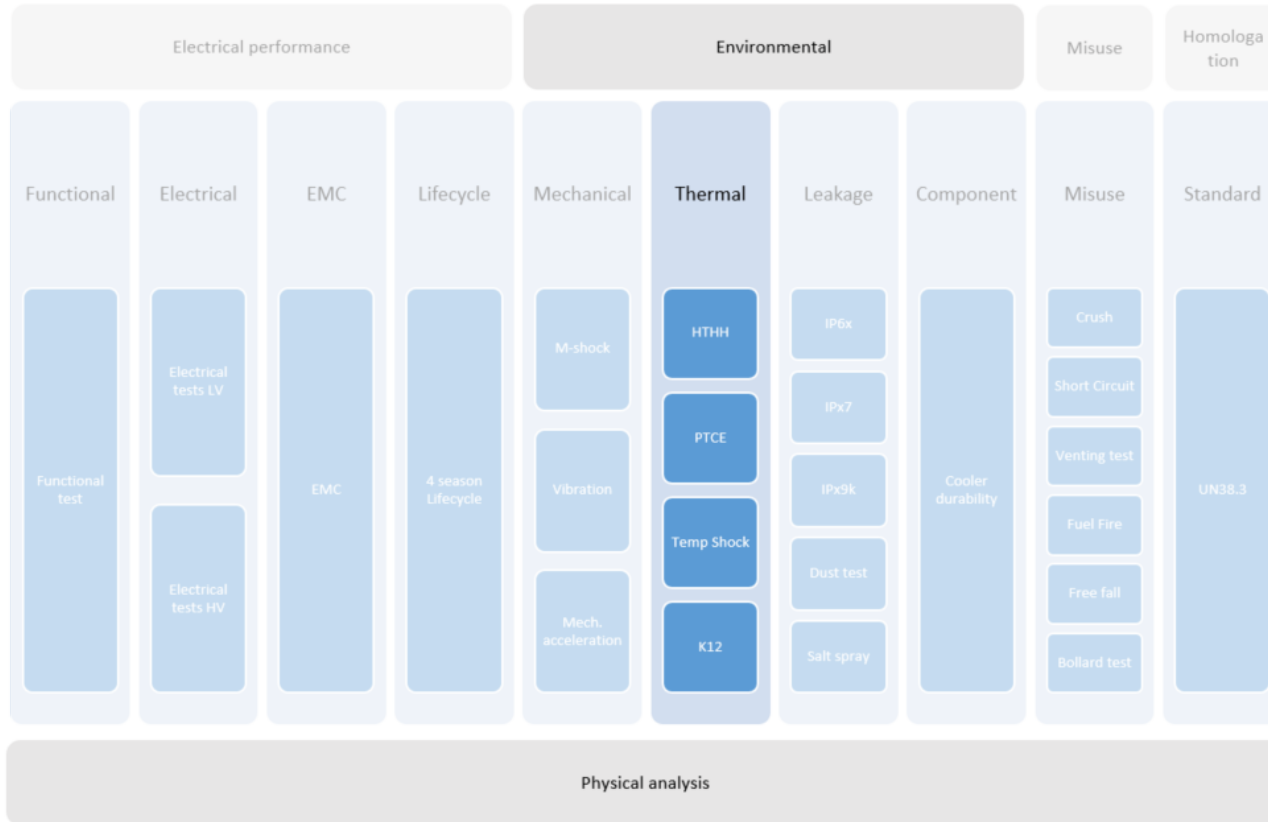 Electrical performance
Environmental
Misuse
Homologa
tion
Functional
Electrical
EMC
Lifecycle
Mechanical
Thermal
Leakage
Component
Misuse
Standard
Functional
test
Electrical
tests LV
Electrical
tests HV
EMC
4 season
Lifecycle
M-shock
Vibration
Mech.
acceleration
HTHH
PTCE
Temp Shock
K12
IP6x
IPx7
IPx9k
Dust test
Salt spray
Cooler
durability
Crush
Short Circuit
Venting test
Fuel Fire
Free fall
Bollard test
UN38.3
Physical analysis